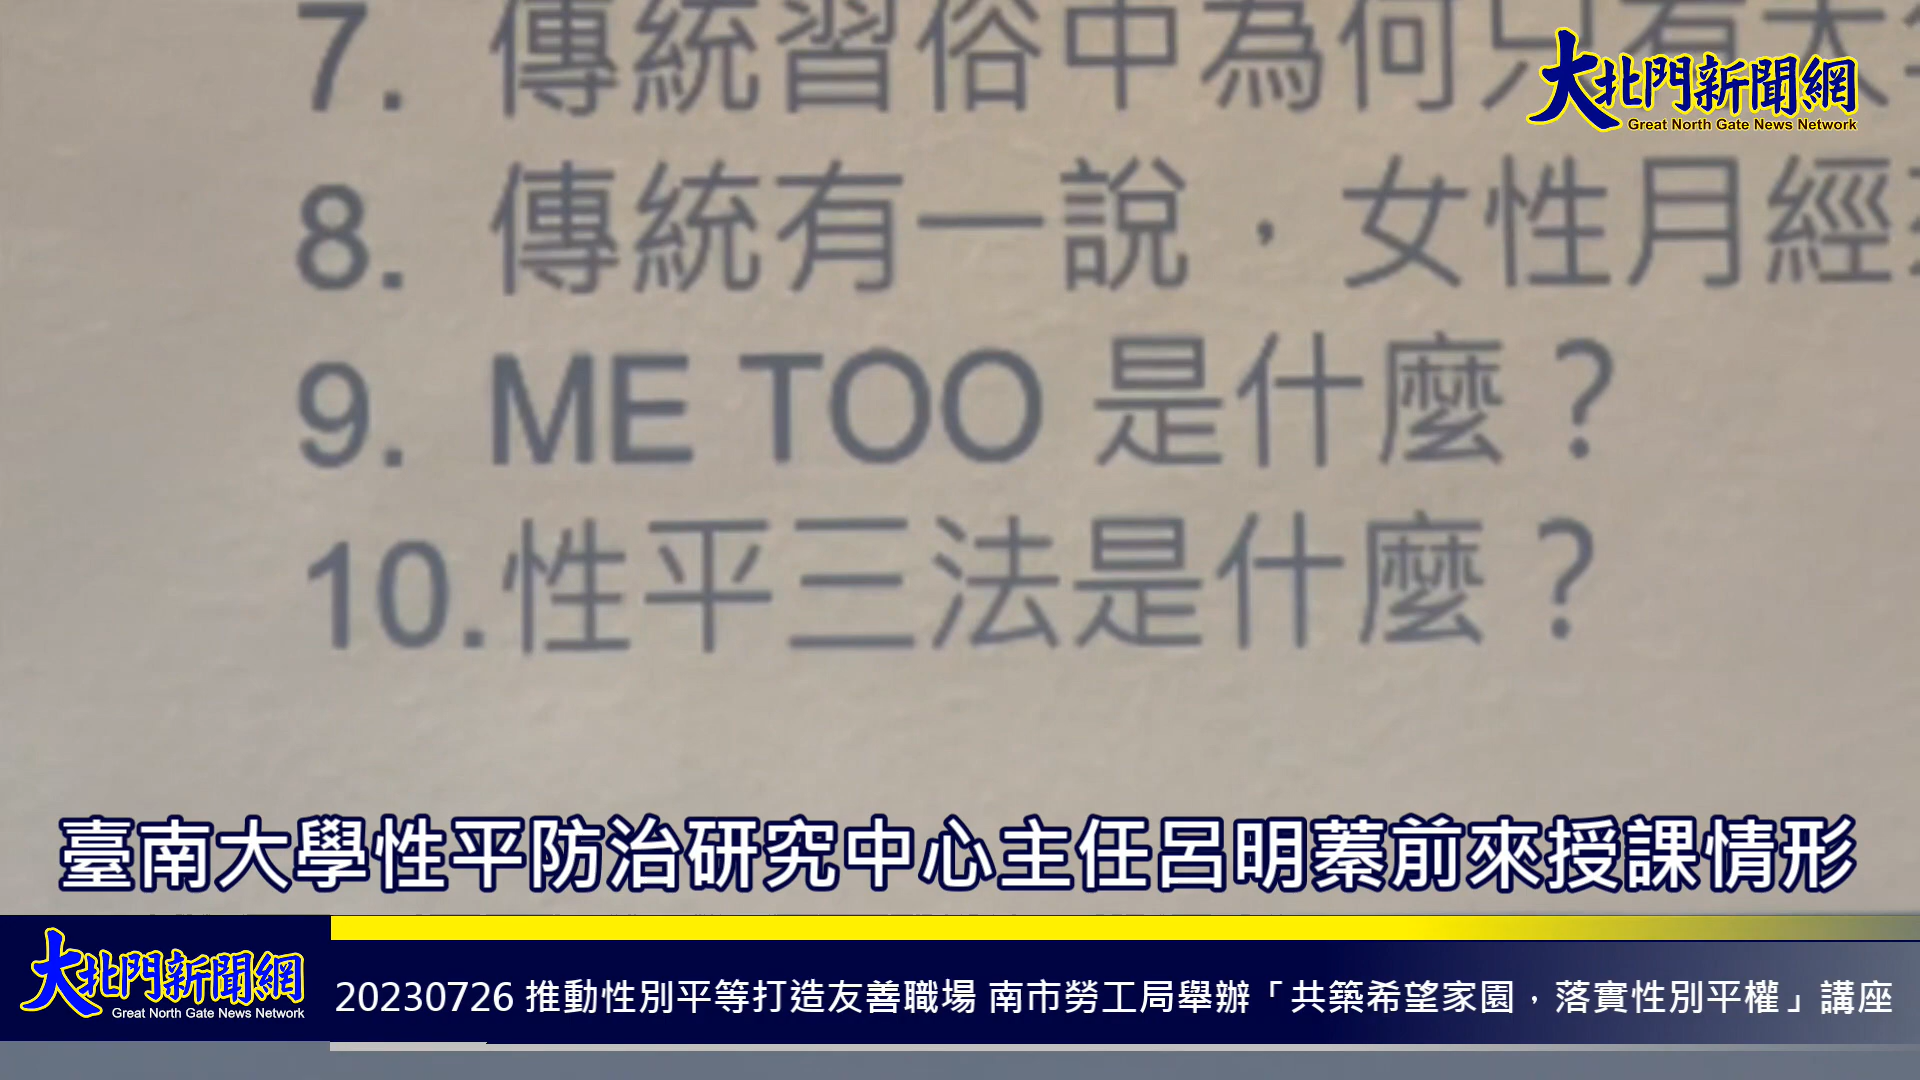 7. 傳統習俗中為何只有大
大北門新聞網
Great North Gate News Network
8. 傳統有一說，女性月經
9. ME TOO 是什麼？
10.性平三法是什麼？
臺南大學性平防治研究中心主任呂明蓁前來授課情形
大北門新聞網
Great North Gate News Network
20230726 推動性別平等打造友善職場 南市勞工局舉辦「共築希望家園，落實性別平權」講座